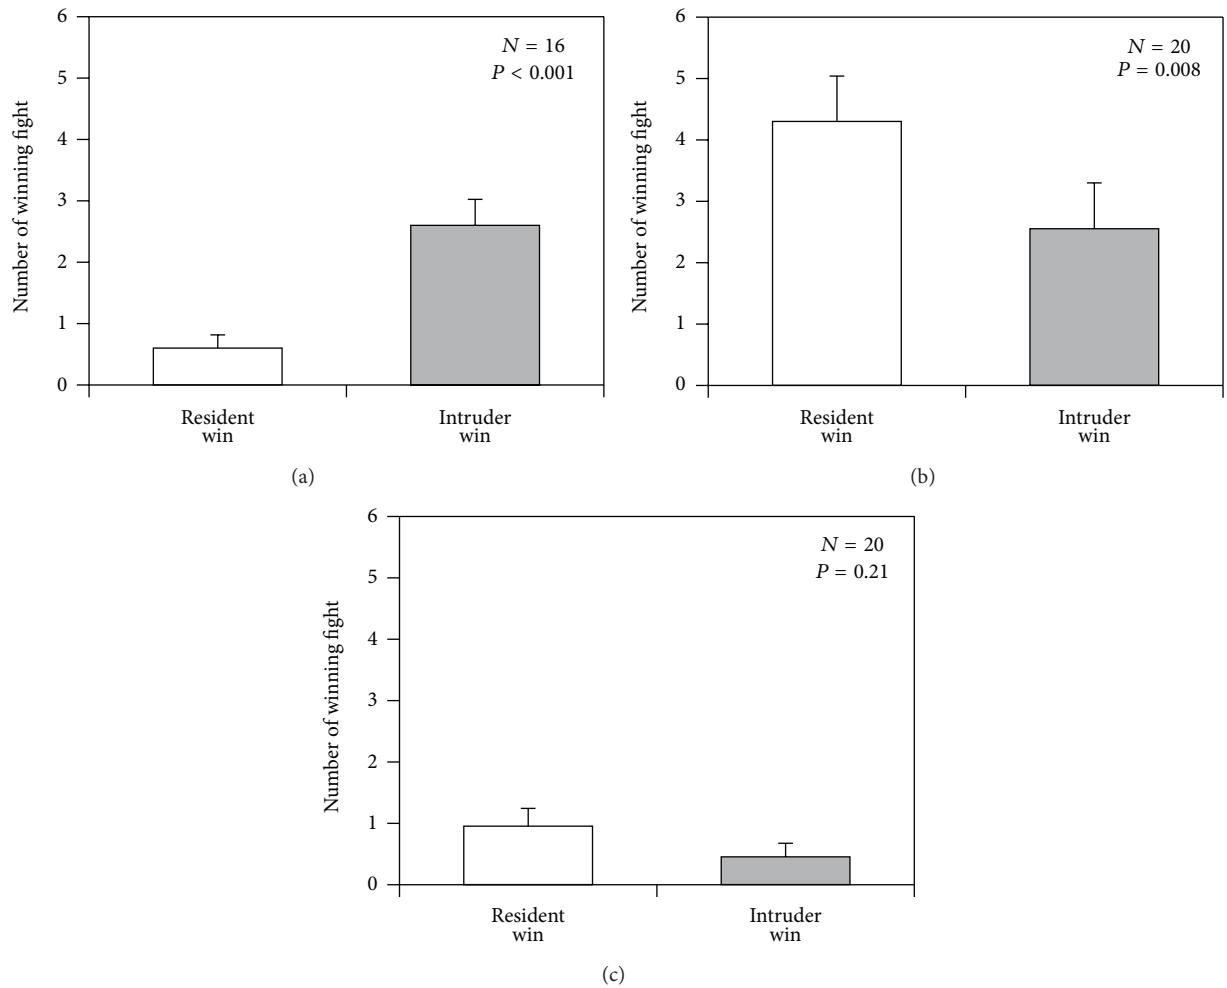 Number of winning fight
6
5
4
3
2
1
0
N = 16
P < 0.001
Resident
win
Intruder
win
(a)
Number of winning fight
6
5
4
3
2
1
0
N = 20
P = 0.008
Resident
win
Intruder
win
(b)
Number of winning fight
6
5
4
3
2
1
0
N = 20
P = 0.21
Resident
win
Intruder
win
(c)